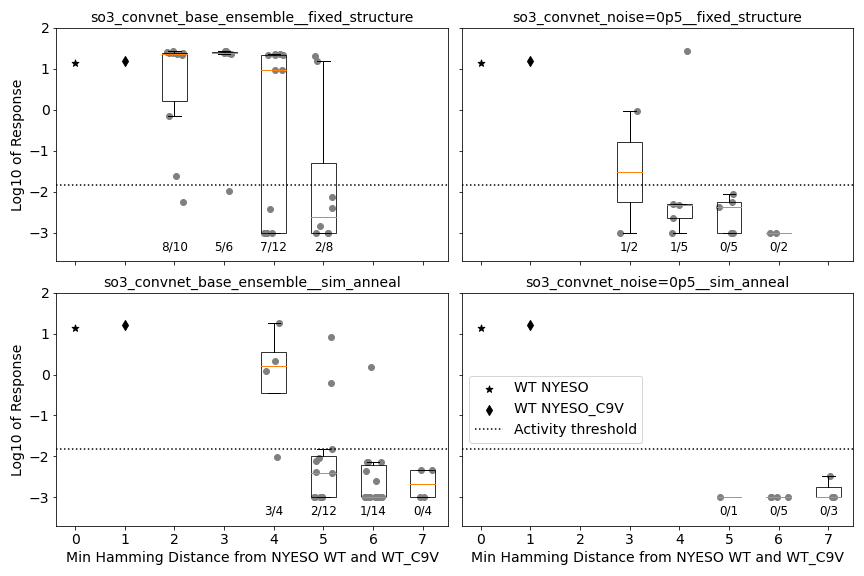 so3_convnet_base_ensemble__fixed_structure
so3_convnet_noise=0p5__fixed_structure
Log10 of Response
2
1
0
−1
−2
−3
8/10 5/6 7/12 2/8
1/2 1/5 0/5 0/2
so3_convnet_base_ensemble__sim_anneal
so3_convnet_noise=0p5__sim_anneal
Log10 of Response
2
1
0
−1
−2
−3
3/4 2/12 1/14 0/4
WT NYESO
WT NYESO_C9V
Activity threshold
0/1 0/5 0/3
0 1 2 3 4 5 6 7
0 1 2 3 4 5 6 7
Min Hamming Distance from NYESO WT and WT_C9V
Min Hamming Distance from NYESO WT and WT_C9V